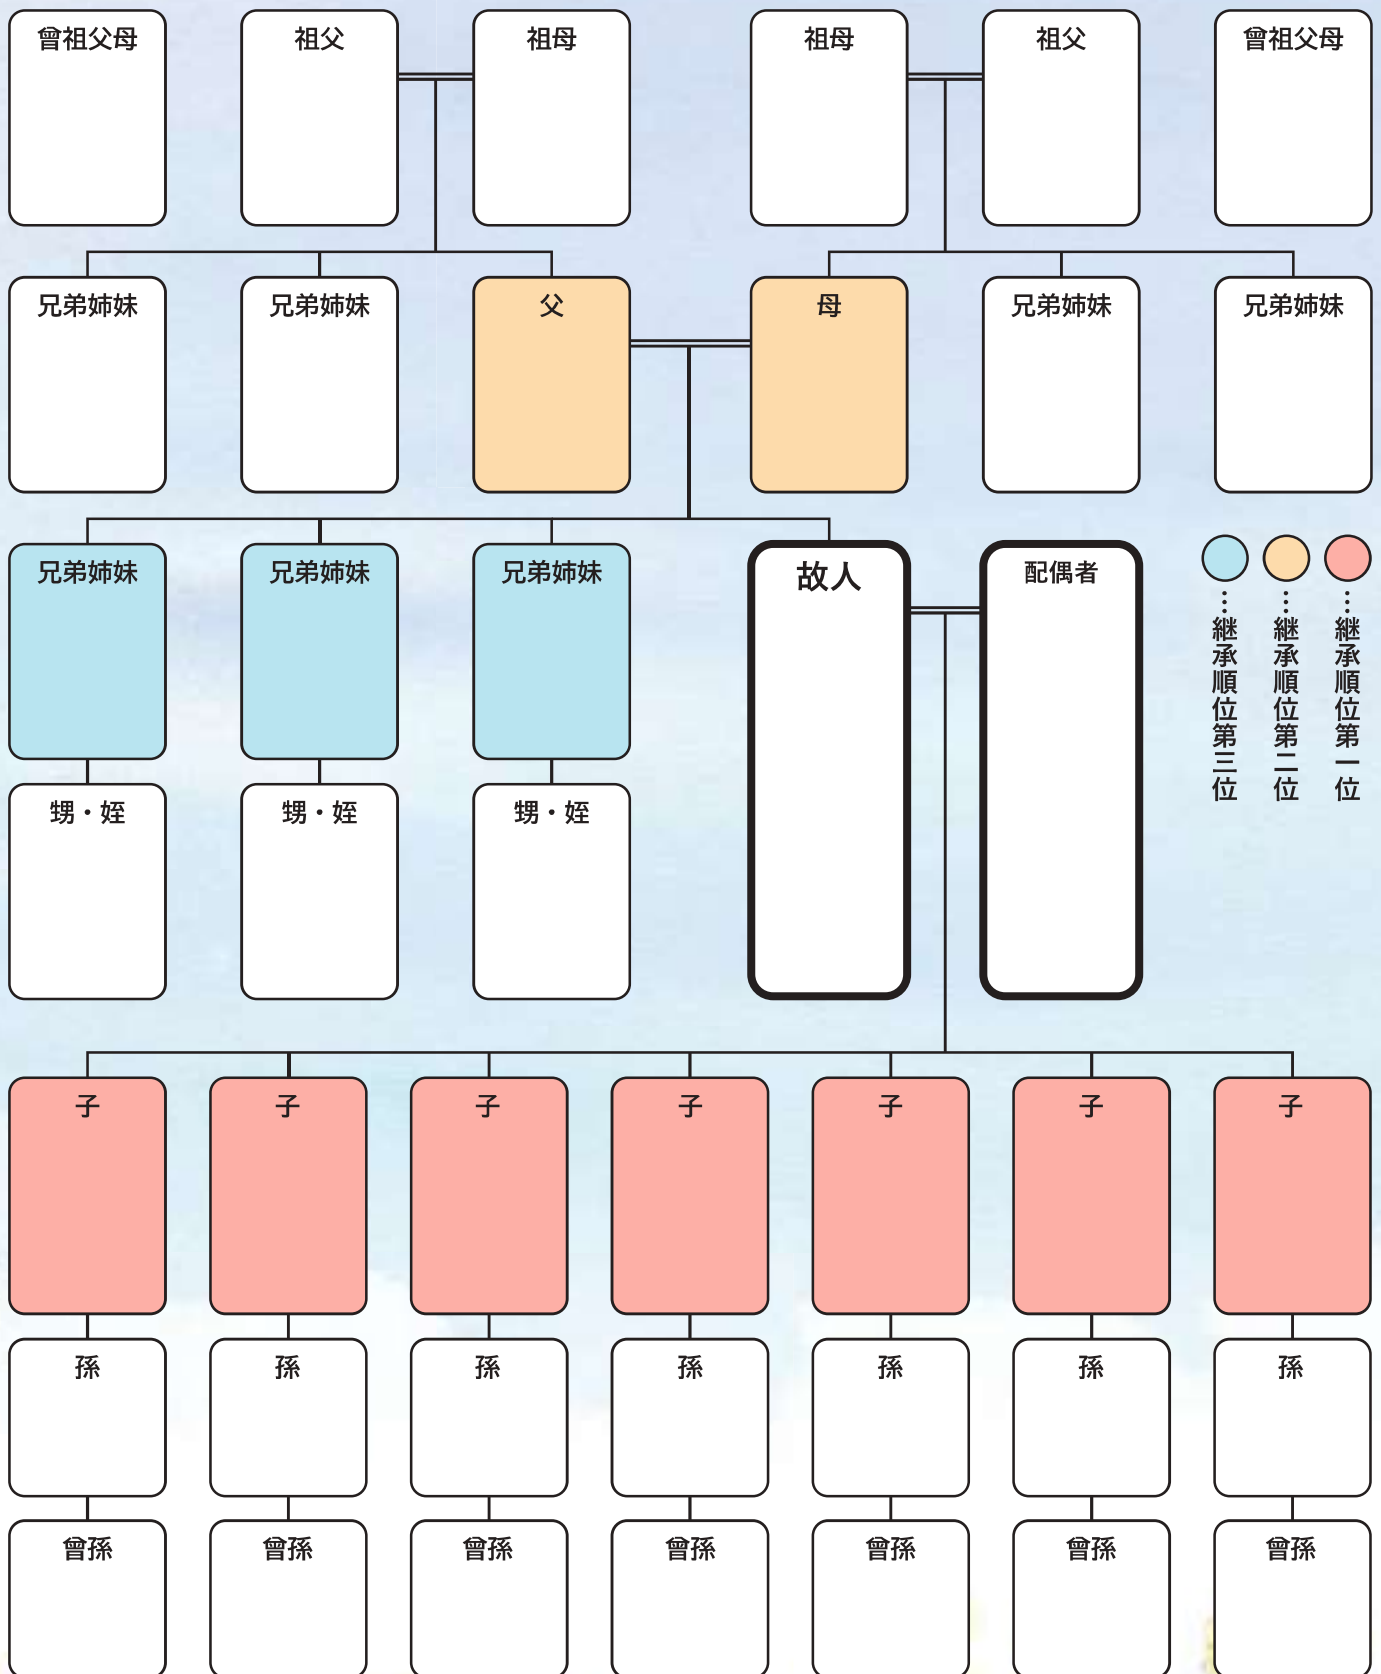 曾祖父母
祖父
祖母
祖母
祖父
曾祖父母
兄弟姉妹
兄弟姉妹
父
母
兄弟姉妹
兄弟姉妹
兄弟姉妹
兄弟姉妹
兄弟姉妹
故人
配偶者
…継承順位第一位
…継承順位第二位
…継承順位第三位
甥・姪
甥・姪
甥・姪
子
子
子
子
子
子
子
孫
孫
孫
孫
孫
孫
孫
曾孫
曾孫
曾孫
曾孫
曾孫
曾孫
曾孫